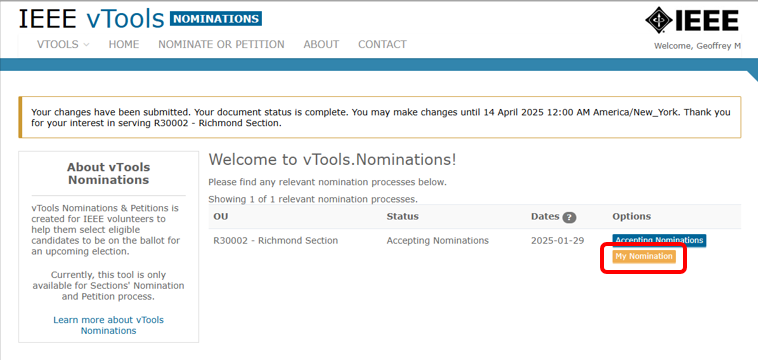 IEEE vTools NOMINATIONS
IEEE
VTOOLS HOME NOMINATE OR PETITION ABOUT CONTACT
Welcome, Geoffrey M
Your changes have been submitted. Your document status is complete. You may make changes until 14 April 2025 12:00 AM America/New_York. Thank you
for your interest in serving R30002 - Richmond Section.
About vTools
Nominations
vTools Nominations & Petitions is
created for IEEE volunteers to
help them select eligible
candidates to be on the ballot for
an upcoming election.
Currently, this tool is only
available for Sections' Nomination
and Petition process.
Learn more about vTools
Nominations
Welcome to vTools.Nominations!
Please find any relevant nomination processes below.
Showing 1 of 1 relevant nomination processes.
OU Status Dates ? Options
R30002 - Richmond Section Accepting Nominations 2025-01-29 Accepting Nominations
My Nomination